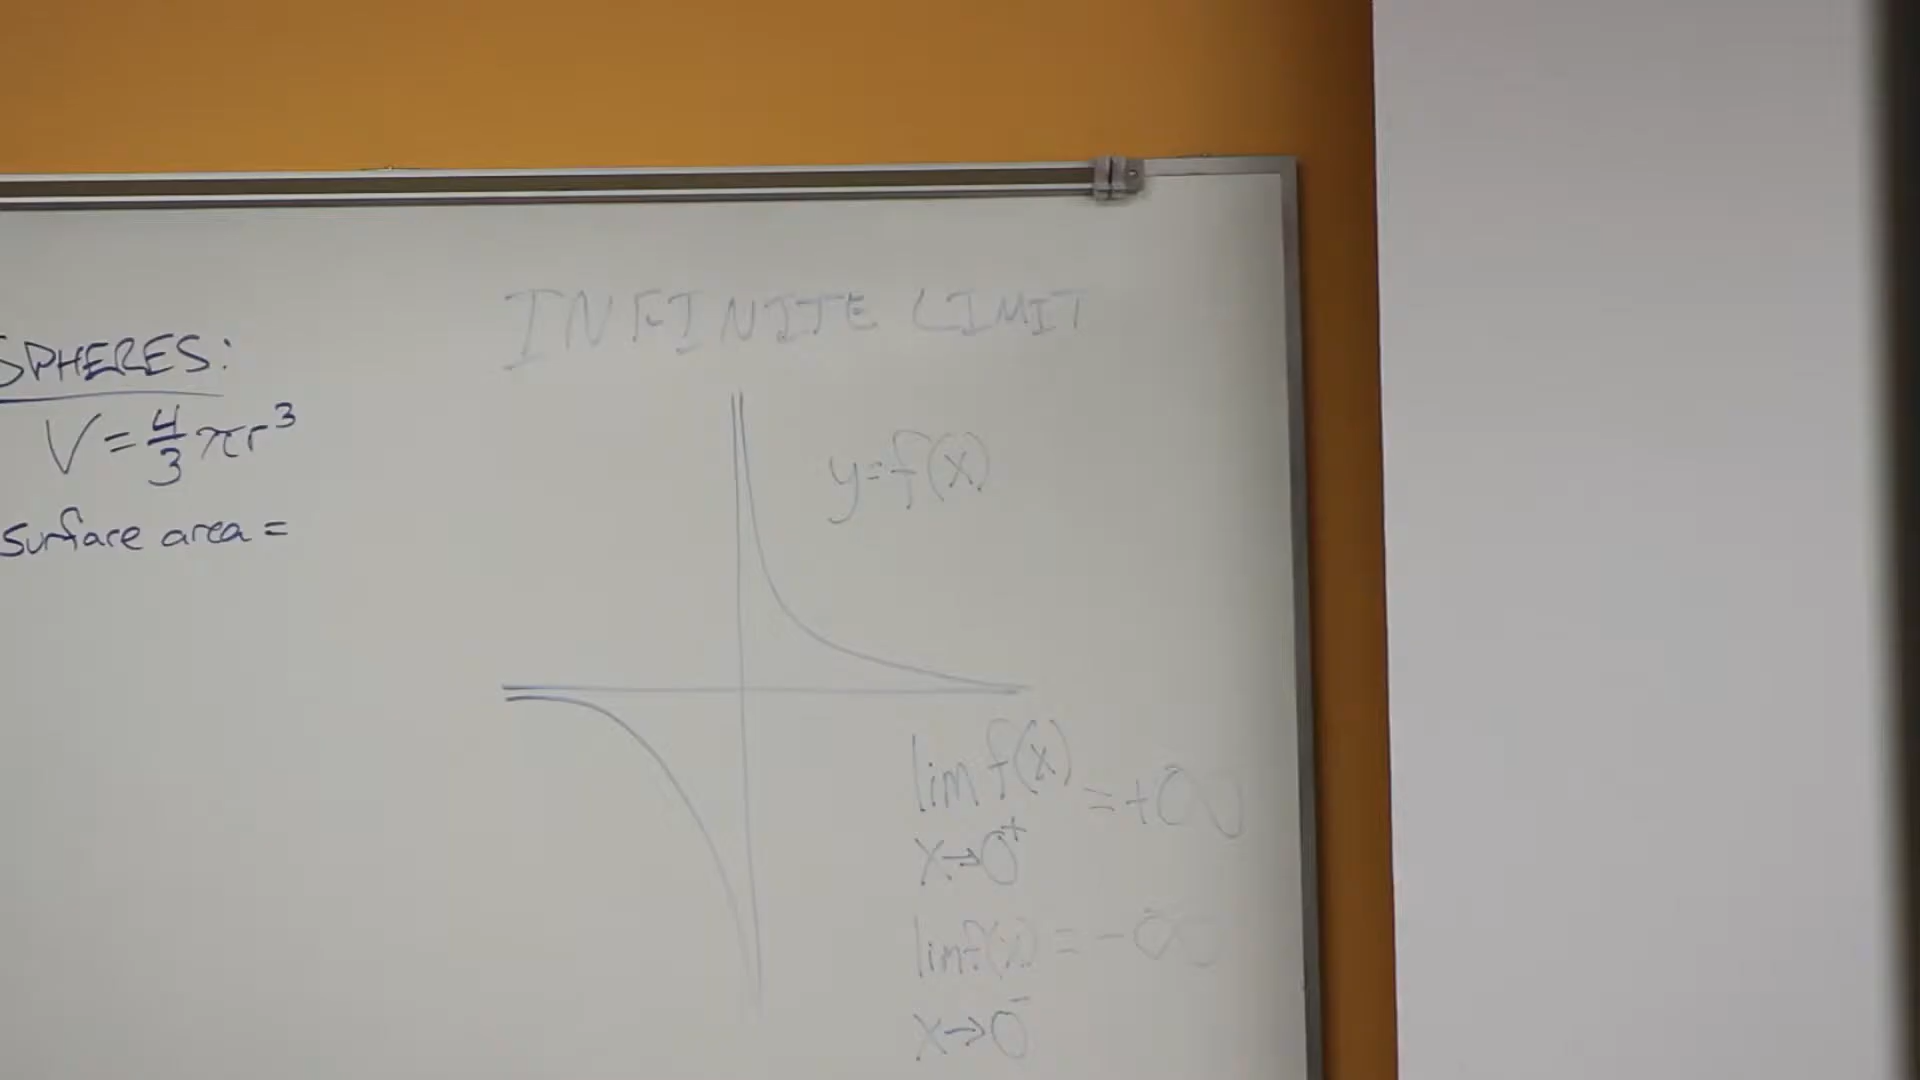 SPHERES:
V = 4/3 πr³
surface area =
INFINITE LIMIT
y=f(x)
lim f(x) = +∞
x→0⁺
lim f(x) = -∞
x→0⁻